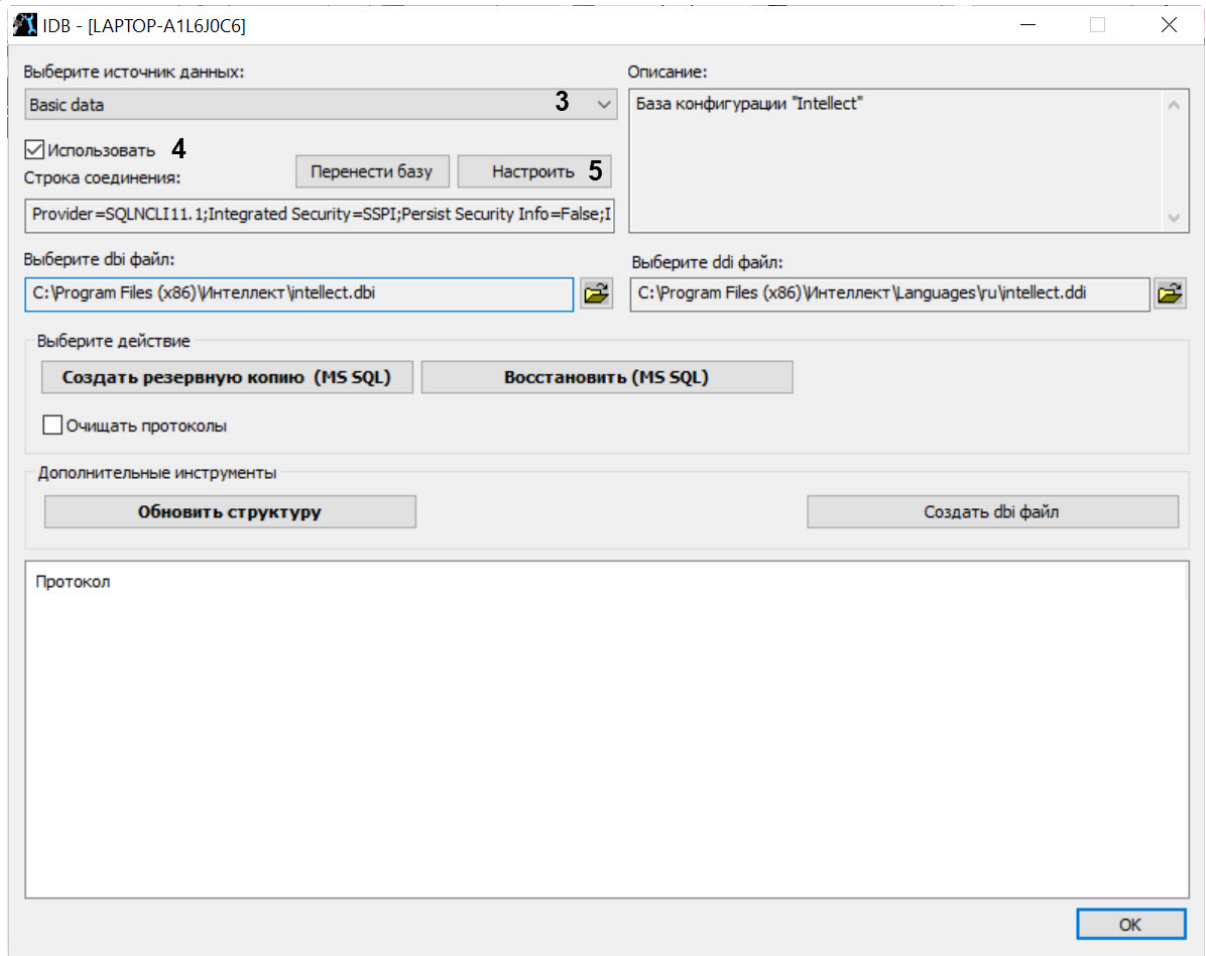 IDB - [LAPTOP-A1L6J0C6]
Выберите источник данных:
Описание:
Basic data 3
База конфигурации "Intellect"
Использовать 4
Строка соединения:
Перенести базу
Настроить 5
Provider=SQLNCLI11.1;Integrated Security=SSPI;Persist Security Info=False;I
Выберите dbi файл:
Выберите ddi файл:
C:\Program Files (x86)\Интеллект\intellect.dbi
C:\Program Files (x86)\Интеллект\Languages\ru\intellect.ddi
Выберите действие
Создать резервную копию (MS SQL)
Восстановить (MS SQL)
Очищать протоколы
Дополнительные инструменты
Обновить структуру
Создать dbi файл
Протокол
OK